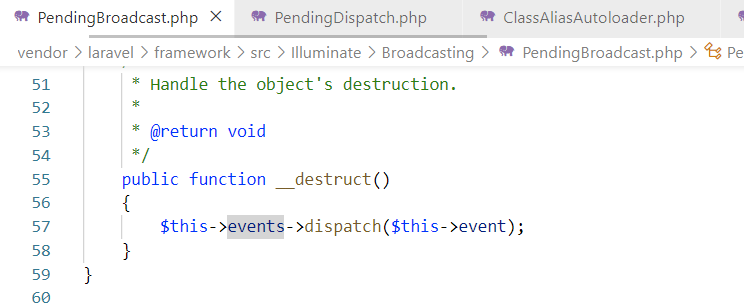 PendingBroadcast.php × PendingDispatch.php ClassAliasAutoloader.php
vendor > laravel > framework > src > Illuminate > Broadcasting > PendingBroadcast.php > Pe
51 * Handle the object's destruction.
52 *
53 * @return void
54 */
55 public function __destruct()
56 {
57 $this->events->dispatch($this->event);
58 }
59 }
60